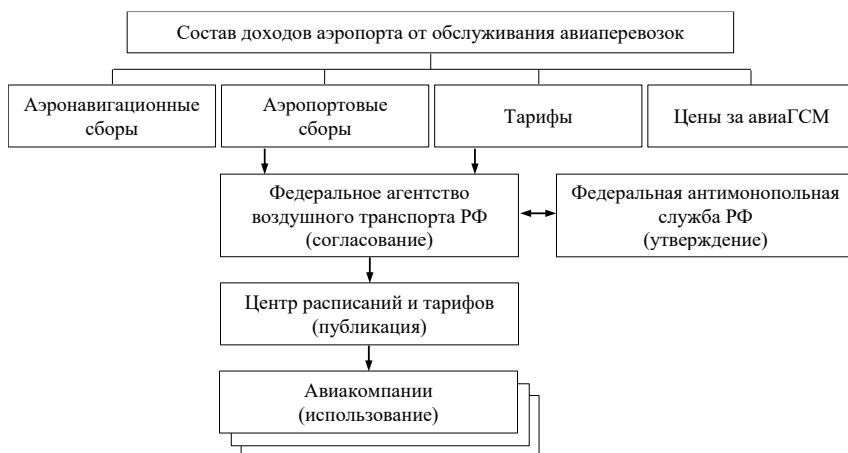 Состав доходов аэропорта от обслуживания авиаперевозок
Аэронавигационные
сборы
Аэропортовые
сборы
Тарифы
Цены за авиаГСМ
Федеральное агентство
воздушного транспорта РФ
(согласование)
Федеральная антимонопольная
служба РФ
(утверждение)
Центр расписаний и тарифов
(публикация)
Авиакомпании
(использование)